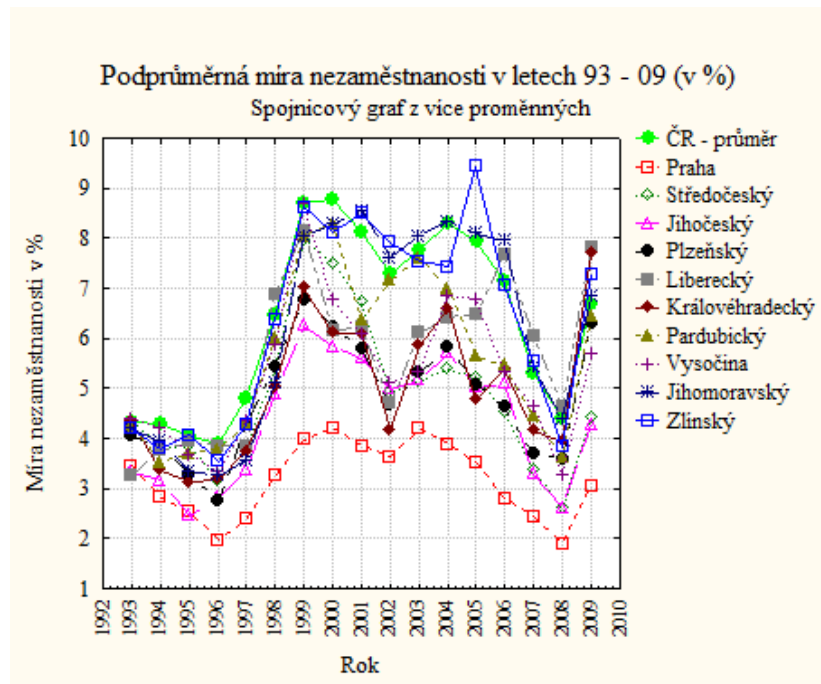 Podprůměrná míra nezaměstnanosti v letech 93 - 09 (v %)
Spojnicový graf z více proměnných
Míra nezaměstnanosti v %
10
9
8
7
6
5
4
3
2
1
1992
1993
1994
1995
1996
1997
1998
1999
2000
2001
2002
2003
2004
2005
2006
2007
2008
2009
2010
Rok
ČR - průměr
Praha
Středočeský
Jihočeský
Plzeňský
Liberecký
Královéhradecký
Pardubický
Vysočina
Jihomoravský
Zlínský